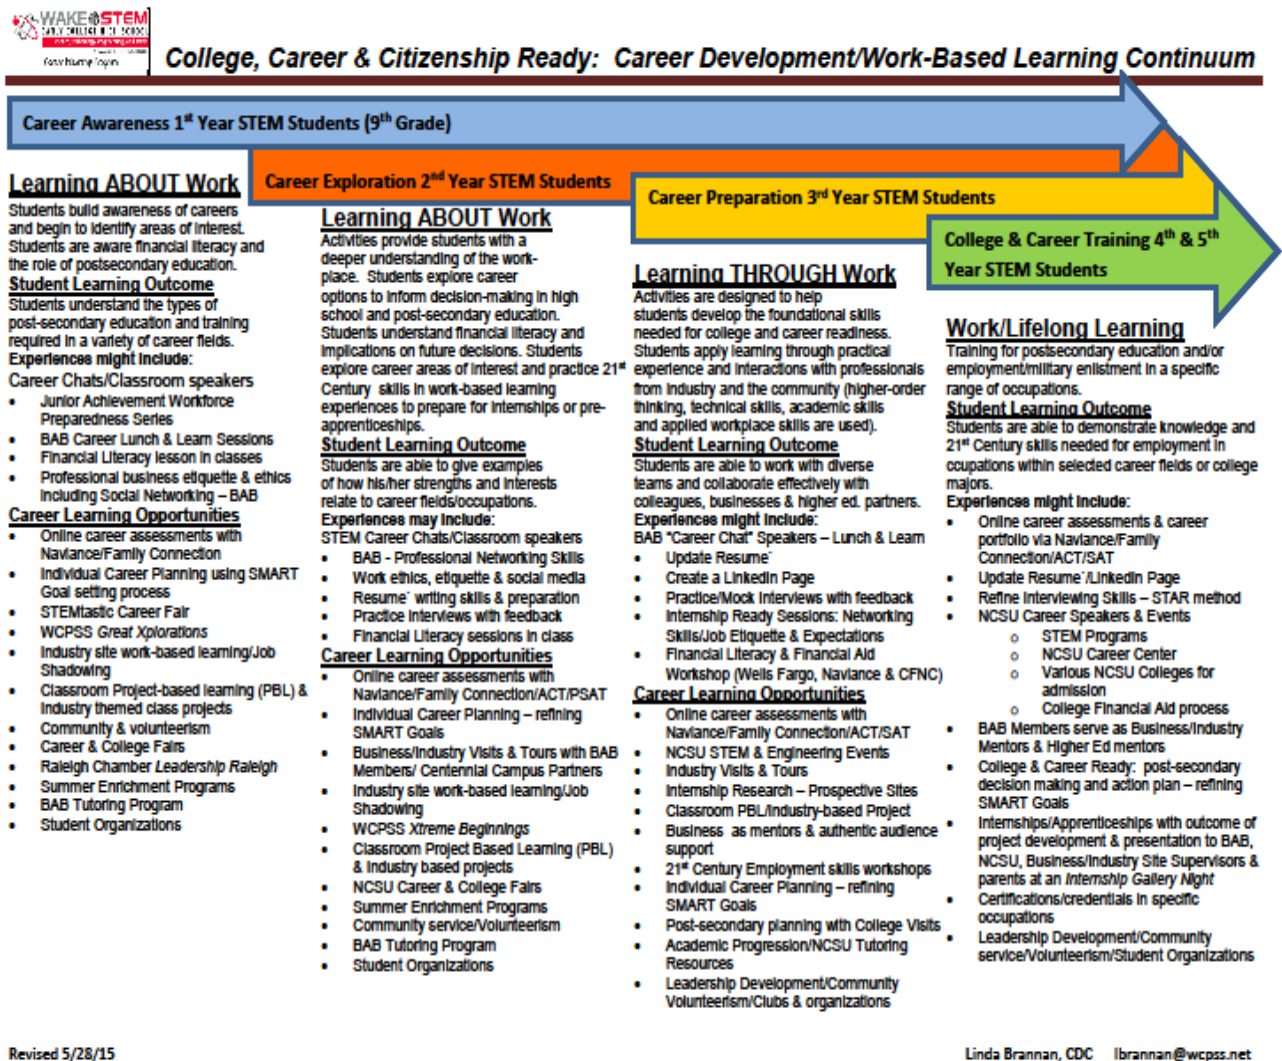 WAKE STEM
EARLY COLLEGE HIGH SCHOOL
College, Career & Citizenship Ready: Career Development/Work-Based Learning Continuum
Career Awareness 1st Year STEM Students (9th Grade)
Career Exploration 2nd Year STEM Students
Career Preparation 3rd Year STEM Students
College & Career Training 4th & 5th
Year STEM Students
Learning ABOUT Work
Students build awareness of careers
and begin to identify areas of interest.
Students are aware financial literacy and
the role of postsecondary education.
Student Learning Outcome
Students understand the types of
post-secondary education and training
required in a variety of career fields.
Experiences might include:
Career Chats/Classroom speakers
• Junior Achievement Workforce
Preparedness Series
• BAB Career Lunch & Learn Sessions
• Financial Literacy lesson in classes
• Professional business etiquette & ethics
including Social Networking – BAB
Career Learning Opportunities
• Online career assessments with
Naviance/Family Connection
• Individual Career Planning using SMART
Goal setting process
• STEMtastic Career Fair
• WCPSS Great Xplorations
• Industry site work-based learning/Job
Shadowing
• Classroom Project-based learning (PBL) &
Industry themed class projects
• Community & volunteerism
• Career & College Fairs
• Raleigh Chamber Leadership Raleigh
• Summer Enrichment Programs
• BAB Tutoring Program
• Student Organizations
Learning ABOUT Work
Activities provide students with a
deeper understanding of the work-
place. Students explore career
options to inform decision-making in high
school and post-secondary education.
Students understand financial literacy and
implications on future decisions. Students
explore career areas of interest and practice 21st
Century skills in work-based learning
experiences to prepare for internships or pre-
apprenticeships.
Student Learning Outcome
Students are able to give examples
of how his/her strengths and interests
relate to career fields/occupations.
Experiences may include:
STEM Career Chats/Classroom speakers
• BAB - Professional Networking Skills
• Work ethics, etiquette & social media
• Resume` writing skills & preparation
• Practice Interviews with feedback
• Financial Literacy sessions in class
Career Learning Opportunities
• Online career assessments with
Naviance/Family Connection/ACT/PSAT
• Individual Career Planning – refining
SMART Goals
• Business/Industry Visits & Tours with BAB
Members/ Centennial Campus Partners
• Industry site work-based learning/Job
Shadowing
• WCPSS Xtreme Beginnings
• Classroom Project Based Learning (PBL)
& Industry based projects
• NCSU Career & College Fairs
• Summer Enrichment Programs
• Community service/Volunteerism
• BAB Tutoring Program
• Student Organizations
Learning THROUGH Work
Activities are designed to help
students develop the foundational skills
needed for college and career readiness.
Students apply learning through practical
experience and interactions with professionals
from industry and the community (higher-order
thinking, technical skills, academic skills
and applied workplace skills are used).
Student Learning Outcome
Students are able to work with diverse
teams and collaborate effectively with
colleagues, businesses & higher ed. partners.
Experiences might include:
BAB "Career Chat" Speakers – Lunch & Learn
• Update Resume`
• Create a LinkedIn Page
• Practice/Mock Interviews with feedback
• Internship Ready Sessions: Networking
Skills/Job Etiquette & Expectations
• Financial Literacy & Financial Aid
Workshop (Wells Fargo, Naviance & CFNC)
Career Learning Opportunities
• Online career assessments with
Naviance/Family Connection/ACT/SAT
• NCSU STEM & Engineering Events
• Industry Visits & Tours
• Internship Research – Prospective Sites
• Classroom PBL/Industry-based Project
• Business as mentors & authentic audience
support
• 21st Century Employment skills workshops
• Individual Career Planning – refining
SMART Goals
• Post-secondary planning with College Visits
• Academic Progression/NCSU Tutoring
Resources
• Leadership Development/Community
Volunteerism/Clubs & organizations
Work/Lifelong Learning
Training for postsecondary education and/or
employment/military enlistment in a specific
range of occupations.
Student Learning Outcome
Students are able to demonstrate knowledge and
21st Century skills needed for employment in
ccupations within selected career fields or college
majors.
Experiences might include:
• Online career assessments & career
portfolio via Naviance/Family
Connection/ACT/SAT
• Update Resume`/LinkedIn Page
• Refine Interviewing Skills – STAR method
• NCSU Career Speakers & Events
o STEM Programs
o NCSU Career Center
o Various NCSU Colleges for
admission
o College Financial Aid process
• BAB Members serve as Business/Industry
Mentors & Higher Ed mentors
• College & Career Ready: post-secondary
decision making and action plan – refining
SMART Goals
• Internships/Apprenticeships with outcome of
project development & presentation to BAB,
NCSU, Business/Industry Site Supervisors &
parents at an Internship Gallery Night
• Certifications/credentials in specific
occupations
• Leadership Development/Community
service/Volunteerism/Student Organizations
Revised 5/28/15
Linda Brannan, CDC lbrannan@wcpss.net